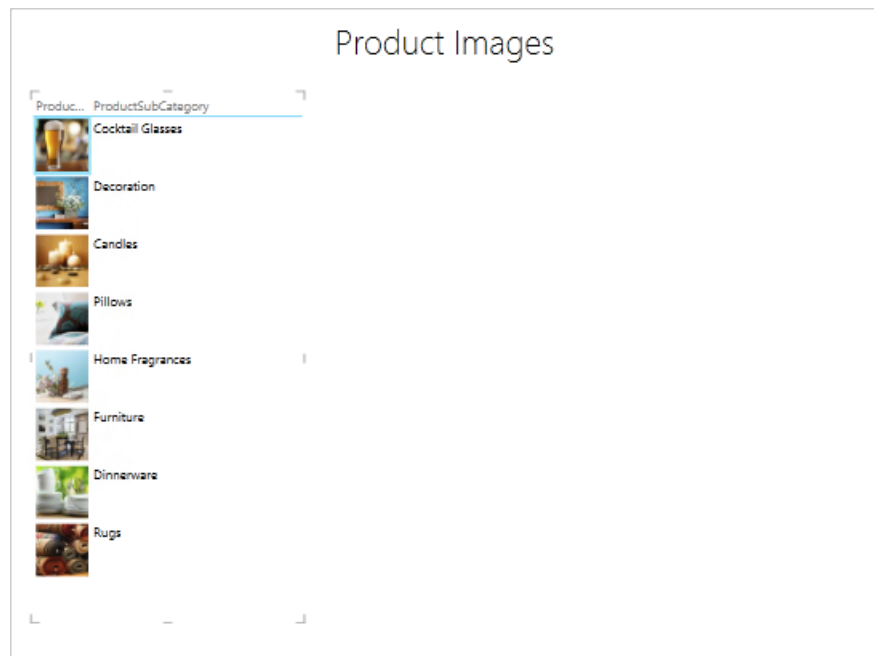 Product Images
Produc... ProductSubCategory
Cocktail Glasses
Decoration
Candles
Pillows
Home Fragrances
Furniture
Dinnerware
Rugs